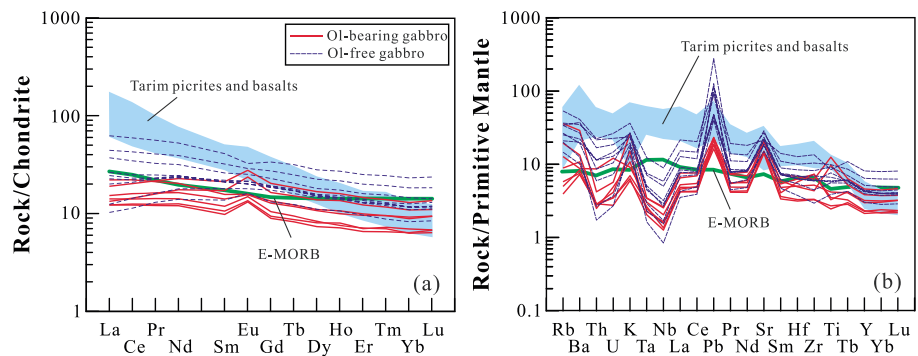 Rock/Chondrite
1000
100
10
1
Ol-bearing gabbro
Ol-free gabbro
Tarim picrites and basalts
E-MORB
(a)
La Pr Eu Tb Ho Tm Lu
Ce Nd Sm Gd Dy Er Yb
Rock/Primitive Mantle
1000
100
10
1
0.1
Tarim picrites and basalts
E-MORB
(b)
Rb Th K Nb Ce Pr Sr Hf Ti Y Lu
Ba U Ta La Pb Nd Sm Zr Tb Yb